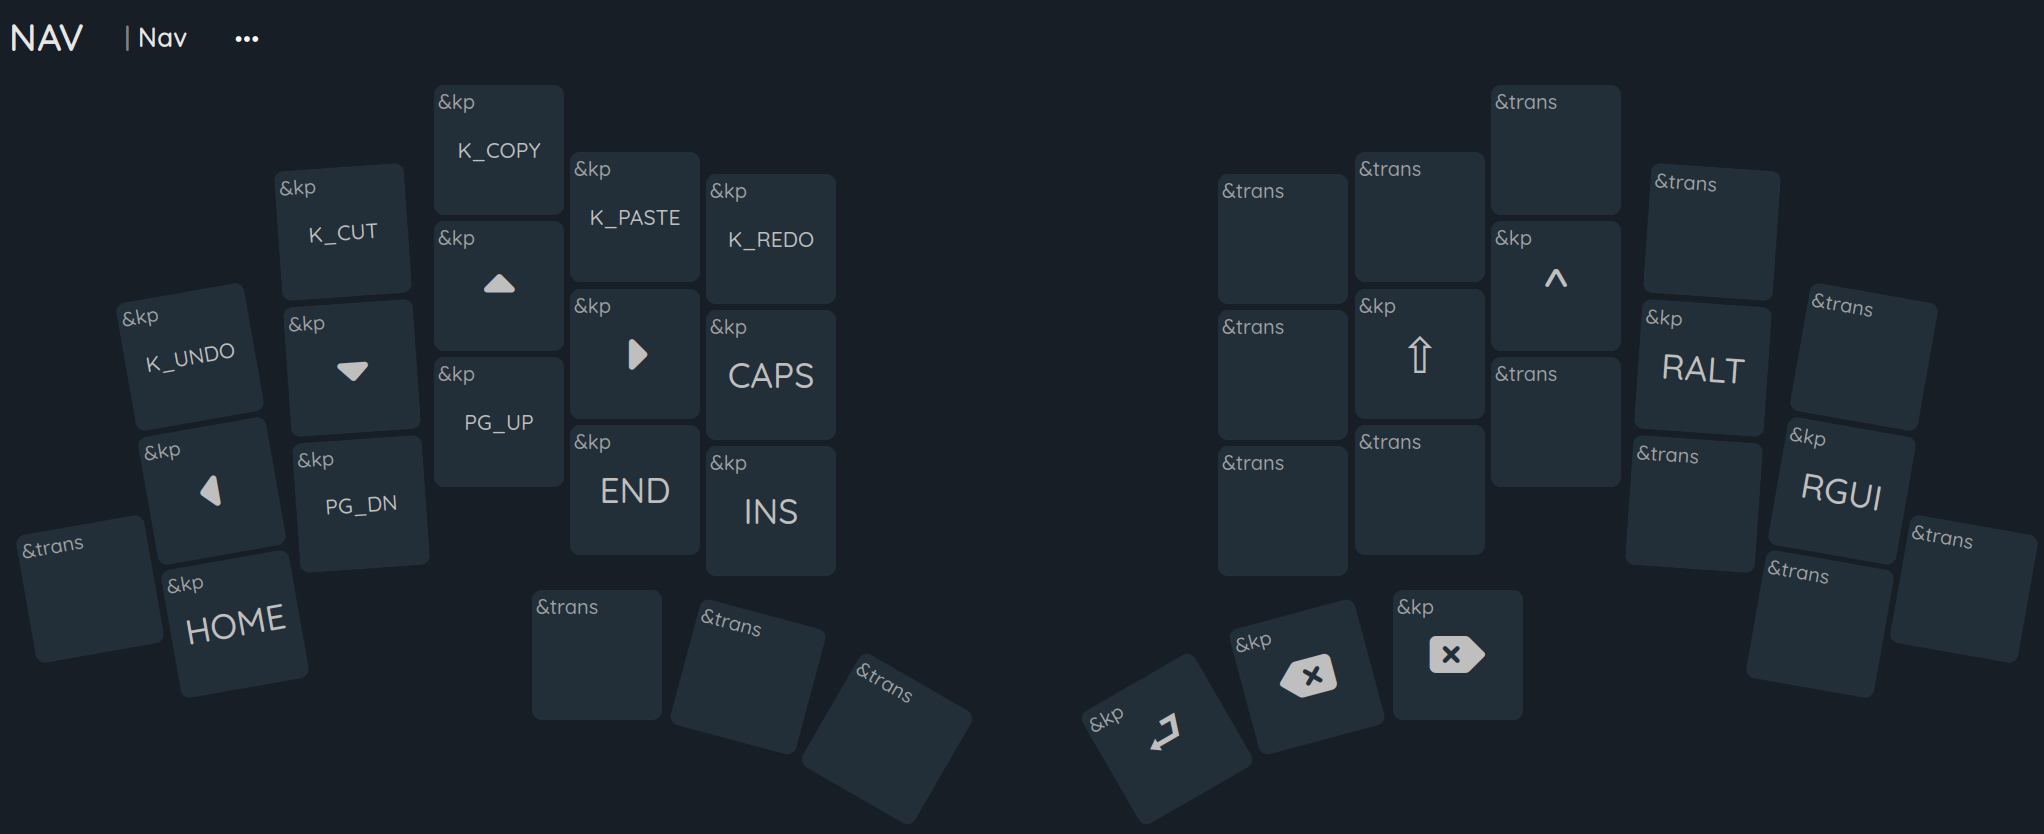 NAV | Nav •••
&kp
K_COPY
&kp
K_PASTE
&kp
K_CUT
&kp
K_REDO
&kp
K_UNDO
&kp
&kp
&kp
&kp
CAPS
&kp
&kp
PG_UP
&kp
END
&kp
PG_DN
&kp
INS
&trans
&kp
HOME
&trans
&trans
&trans
&trans
&trans
&trans
&trans
&trans
&kp
^
&kp
⇧
&kp
RALT
&trans
&kp
RGUI
&trans
&trans
&trans
&trans
&trans
&trans
&kp
&kp
&kp